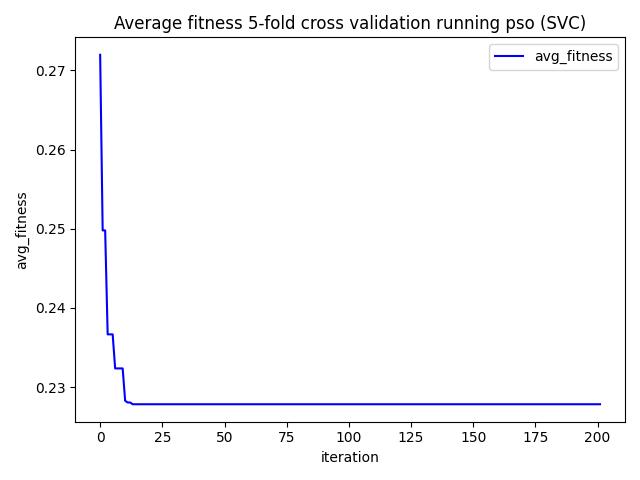 Average fitness 5-fold cross validation running pso (SVC)
avg_fitness
0.27
0.26
0.25
0.24
0.23
avg_fitness
0 25 50 75 100 125 150 175 200
iteration